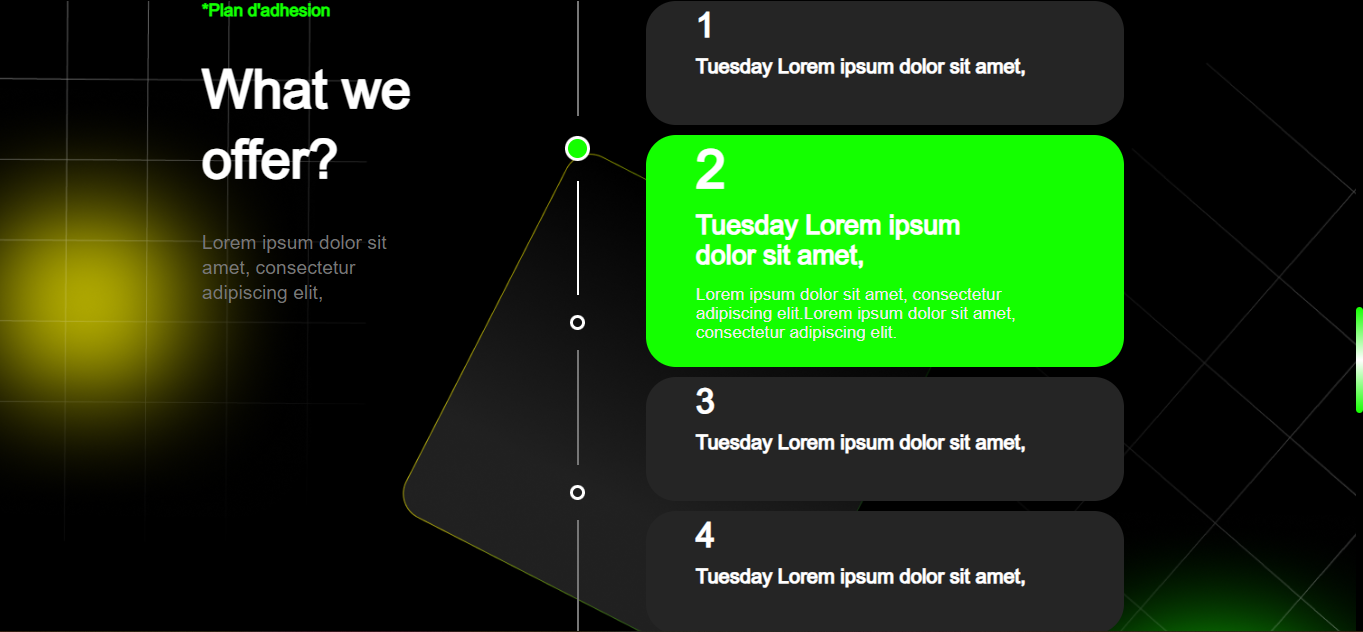 *Plan d'adhesion
What we
offer?
Lorem ipsum dolor sit
amet, consectetur
adipiscing elit,
1
Tuesday Lorem ipsum dolor sit amet,
2
Tuesday Lorem ipsum
dolor sit amet,
Lorem ipsum dolor sit amet, consectetur
adipiscing elit.Lorem ipsum dolor sit amet,
consectetur adipiscing elit.
3
Tuesday Lorem ipsum dolor sit amet,
4
Tuesday Lorem ipsum dolor sit amet,